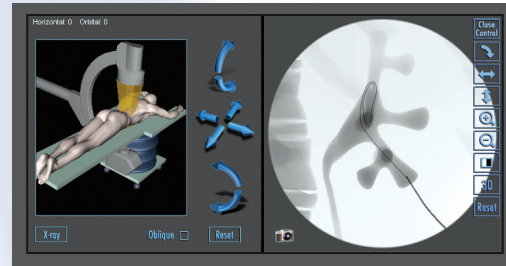 Horizontal: 0 Orbital: 0
X-ray
Oblique
Reset
Close
Control
3D
Reset